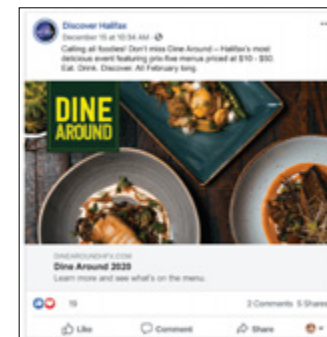 Discover Halifax
December 15 at 10:34 AM
Calling all foodies! Don't miss Dine Around – Halifax's most
delicious event featuring prix-fixe menus priced at $10 - $50.
Eat. Drink. Discover. All February long.
DINE
AROUND
DINEAROUNDHFX.COM
Dine Around 2020
Learn more and see what's on the menu.
19
2 Comments 5 Shares
Like Comment Share